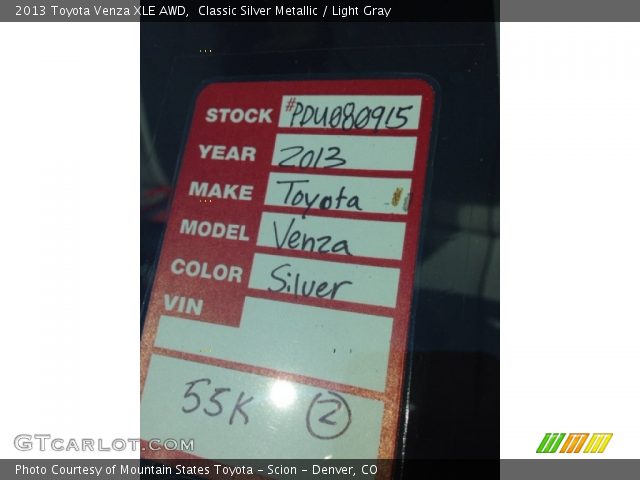 2013 Toyota Venza XLE AWD,  Classic Silver Metallic / Light Gray
STOCK #PDU080915
YEAR 2013
MAKE Toyota
MODEL Venza
COLOR Silver
VIN
55K 2
GTCARLOT.COM
Photo Courtesy of Mountain States Toyota - Scion - Denver, CO